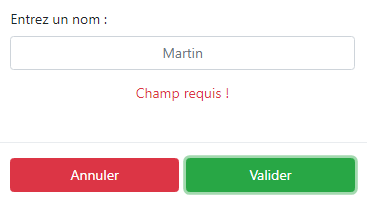 Entrez un nom :
Martin
Champ requis !
Annuler
Valider